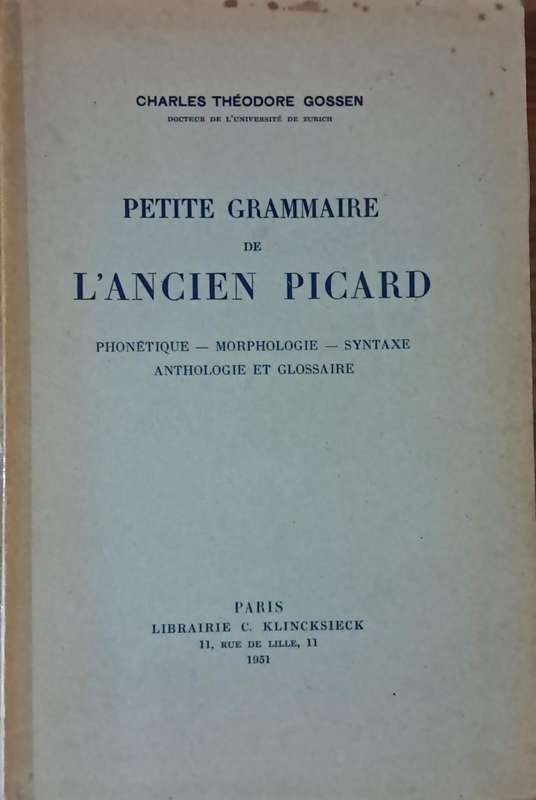 CHARLES THÉODORE GOSSEN
DOCTEUR DE L'UNIVERSITÉ DE ZURICH
PETITE GRAMMAIRE
DE
L'ANCIEN PICARD
PHONÉTIQUE — MORPHOLOGIE — SYNTAXE
ANTHOLOGIE ET GLOSSAIRE
PARIS
LIBRAIRIE C. KLINCKSIECK
11, RUE DE LILLE, 11
1951